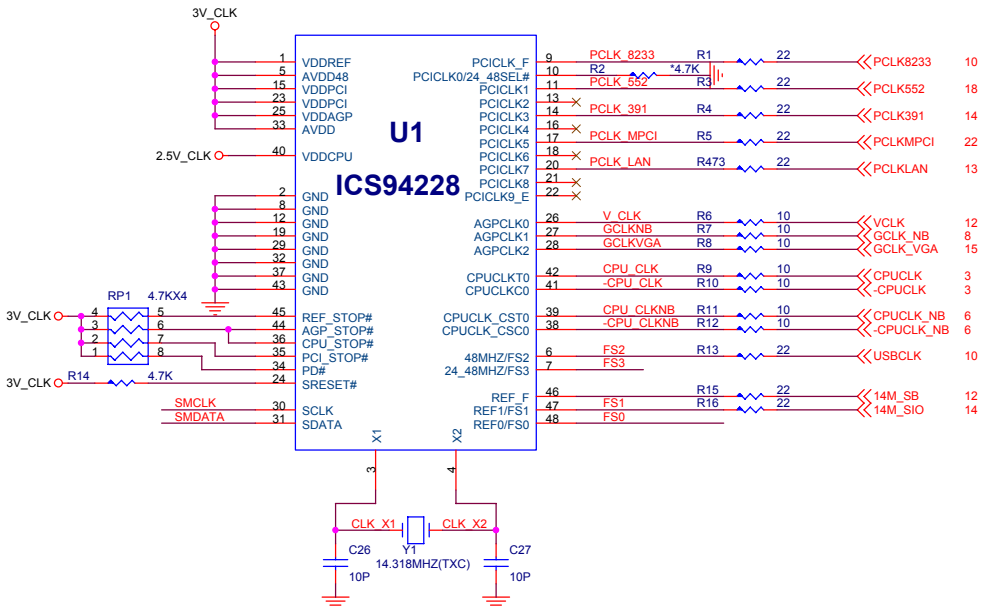 3V_CLK
1 VDDREF
5 AVDD48
15 VDDPCI
23 VDDPCI
25 VDDAGP
33 AVDD
2.5V_CLK 40 VDDCPU
2 GND
8 GND
12 GND
19 GND
29 GND
32 GND
37 GND
43 GND
U1
ICS94228
RP1 4.7KX4
3V_CLK 4 5 45 REF_STOP#
3 6 44 AGP_STOP#
2 7 36 CPU_STOP#
1 8 35 PCI_STOP#
34 PD#
3V_CLK R14 4.7K 24 SRESET#
SMCLK 30 SCLK
SMDATA 31 SDATA
PCICLK_F 9 PCLK_8233 R1 22 PCLK8233 10
PCICLK0/24_48SEL# 10 R2 *4.7K
PCICLK1 11 PCLK_552 R3 22 PCLK552 18
PCICLK2 13
PCICLK3 14 PCLK_391 R4 22 PCLK391 14
PCICLK4 16
PCICLK5 17 PCLK_MPCI R5 22 PCLKMPCI 22
PCICLK6 18
PCICLK7 20 PCLK_LAN R473 22 PCLKLAN 13
PCICLK8 21
PCICLK9_E 22
AGPCLK0 26 V_CLK R6 10 VCLK 12
AGPCLK1 27 GCLKNB R7 10 GCLK_NB 8
AGPCLK2 28 GCLKVGA R8 10 GCLK_VGA 15
CPUCLKT0 42 CPU_CLK R9 10 CPUCLK 3
CPUCLKC0 41 -CPU_CLK R10 10 -CPUCLK 3
CPUCLK_CST0 39 CPU_CLKNB R11 10 CPUCLK_NB 6
CPUCLK_CSC0 38 -CPU_CLKNB R12 10 -CPUCLK_NB 6
48MHZ/FS2 6 FS2 R13 22 USBCLK 10
24_48MHZ/FS3 7 FS3
REF_F 46 R15 22 14M_SB 12
REF1/FS1 47 FS1 R16 22 14M_SIO 14
REF0/FS0 48 FS0
X1 X2
3 4
CLK_X1 CLK_X2
C26 Y1 C27
14.318MHZ(TXC)
10P 10P